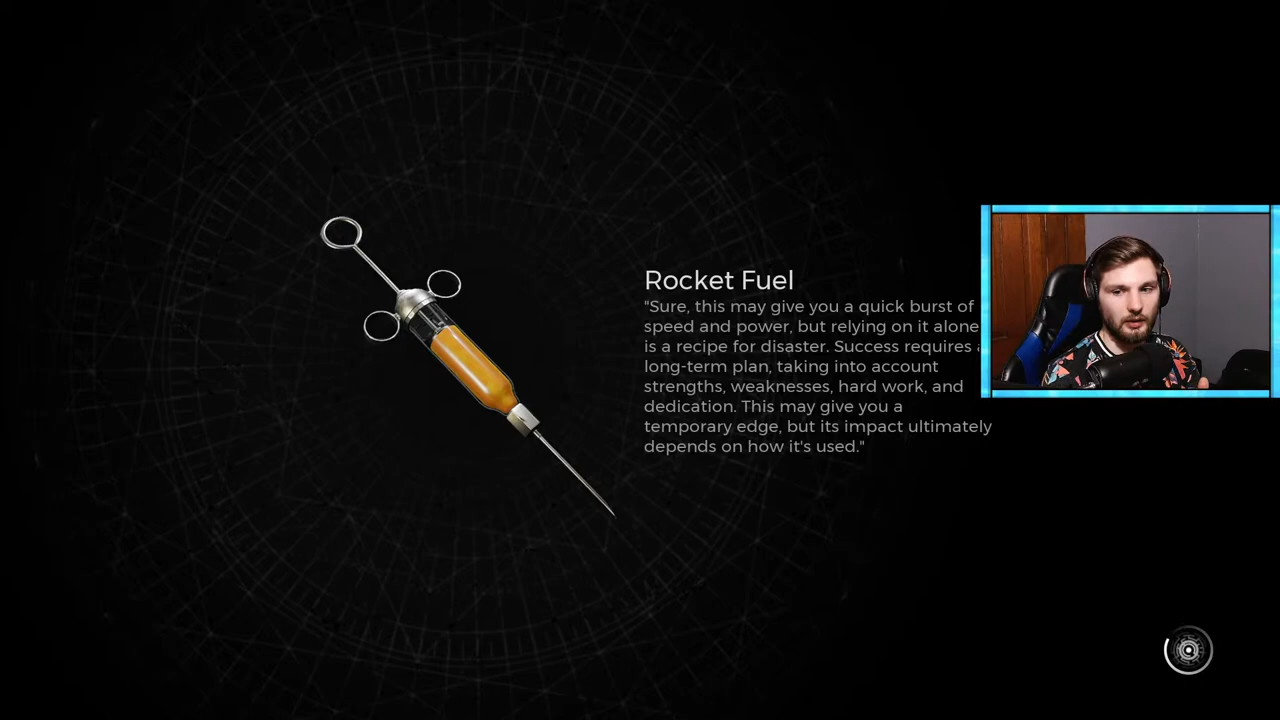 Rocket Fuel
"Sure, this may give you a quick burst of
speed and power, but relying on it alone
is a recipe for disaster. Success requires
long-term plan, taking into account
strengths, weaknesses, hard work, and
dedication. This may give you a
temporary edge, but its impact ultimately
depends on how it's used."